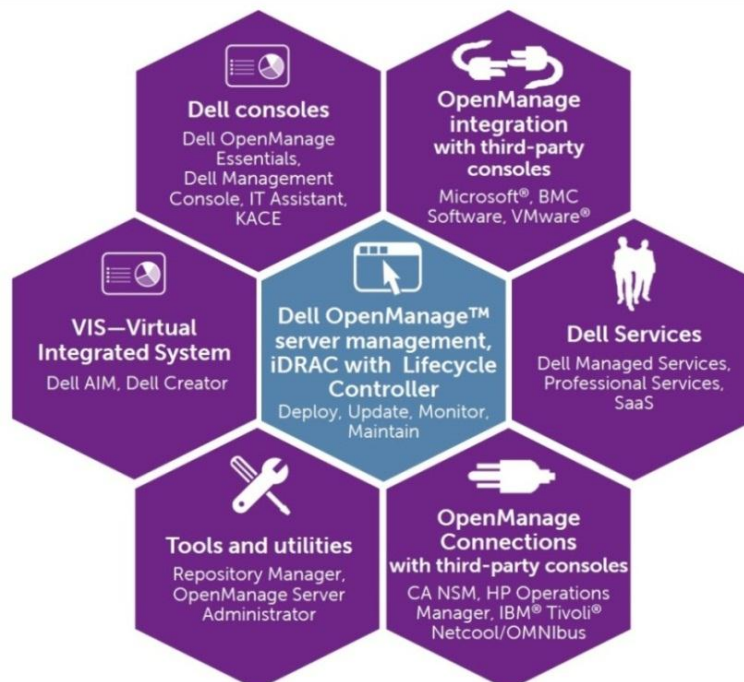 Dell consoles
Dell OpenManage
Essentials,
Dell Management
Console, IT Assistant,
KACE
OpenManage
integration
with third-party
consoles
Microsoft®, BMC
Software, VMware®
VIS—Virtual
Integrated System
Dell AIM, Dell Creator
Dell OpenManage™
server management,
iDRAC with Lifecycle
Controller
Deploy, Update, Monitor,
Maintain
Dell Services
Dell Managed Services,
Professional Services,
SaaS
Tools and utilities
Repository Manager,
OpenManage Server
Administrator
OpenManage
Connections
with third-party consoles
CA NSM, HP Operations
Manager, IBM® Tivoli®
Netcool/OMNIbus